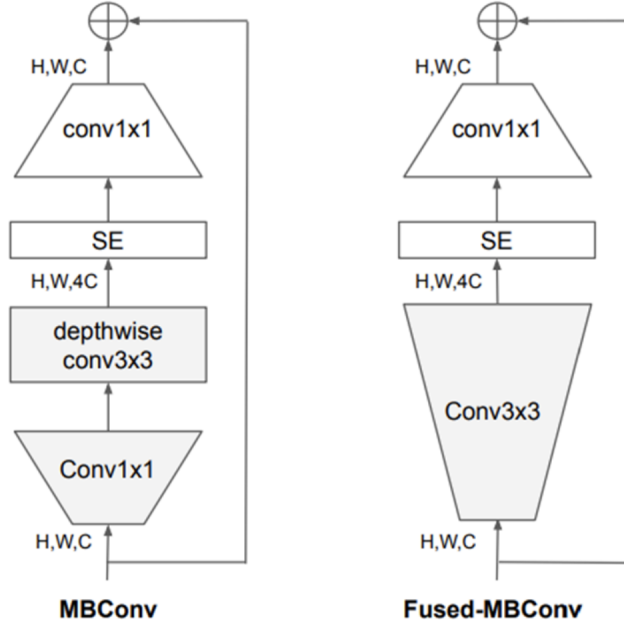 H,W,C
conv1x1
SE
H,W,4C
depthwise
conv3x3
Conv1x1
H,W,C
MBConv
H,W,C
conv1x1
SE
H,W,4C
Conv3x3
H,W,C
Fused-MBConv